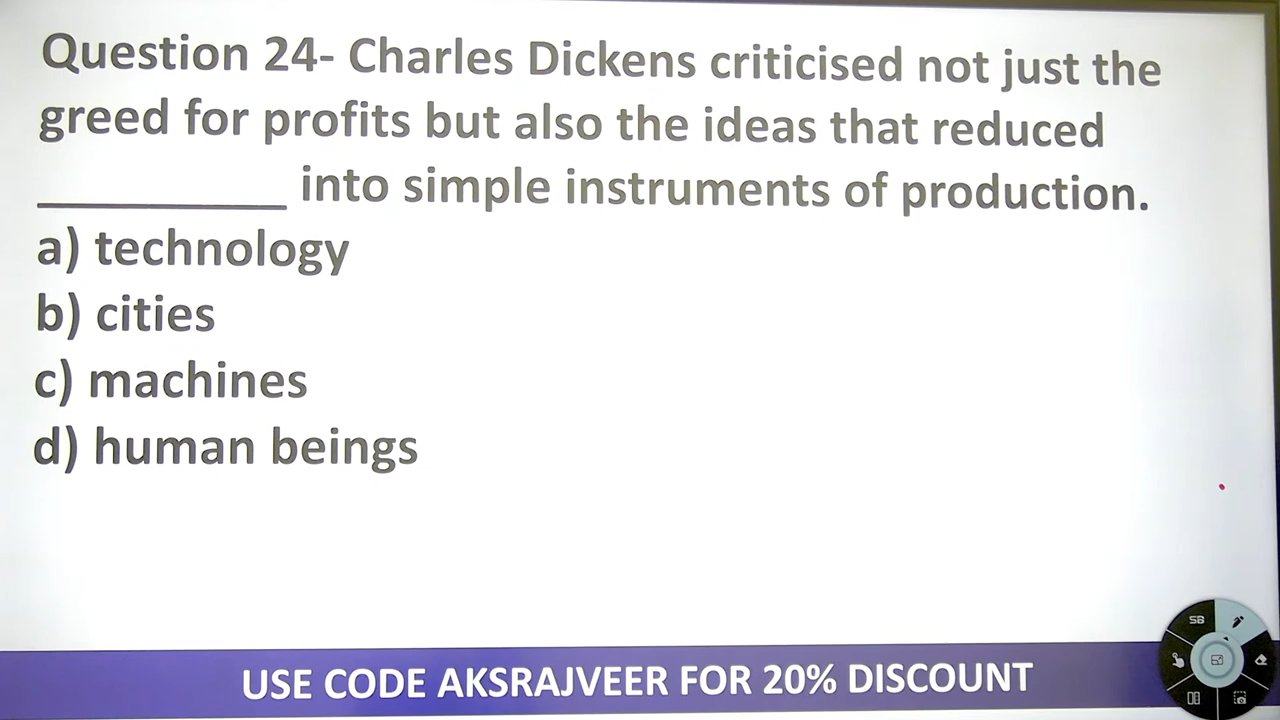 Question 24- Charles Dickens criticised not just the
greed for profits but also the ideas that reduced
__________ into simple instruments of production.
a) technology
b) cities
c) machines
d) human beings
SB
USE CODE AKSRAJVEER FOR 20% DISCOUNT